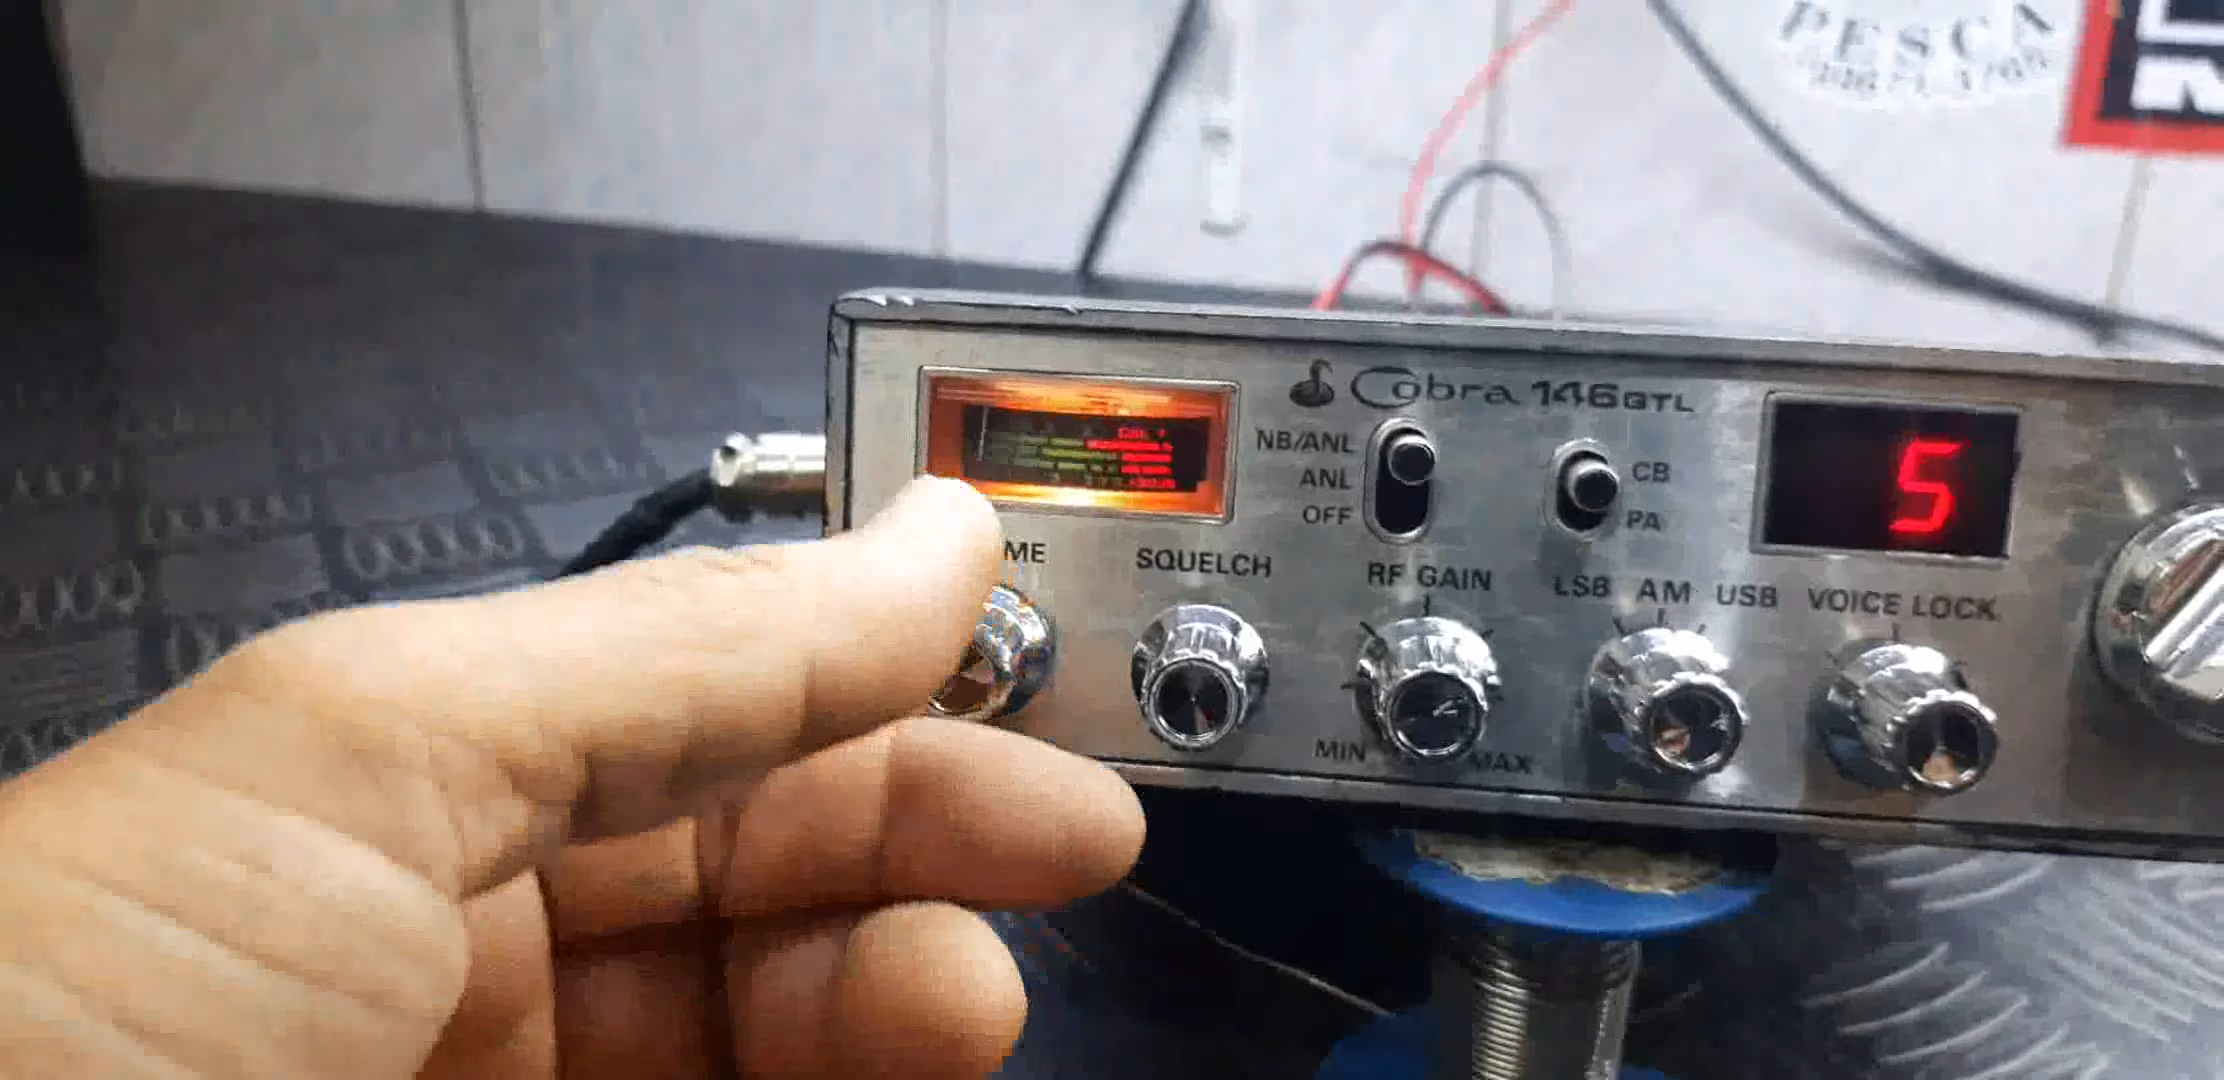 PESCA
Cobra 146GTL
NB/ANL
ANL
OFF
CB
PA
5
ME
SQUELCH
RF GAIN
LSB AM USB
VOICE LOCK
MIN
MAX